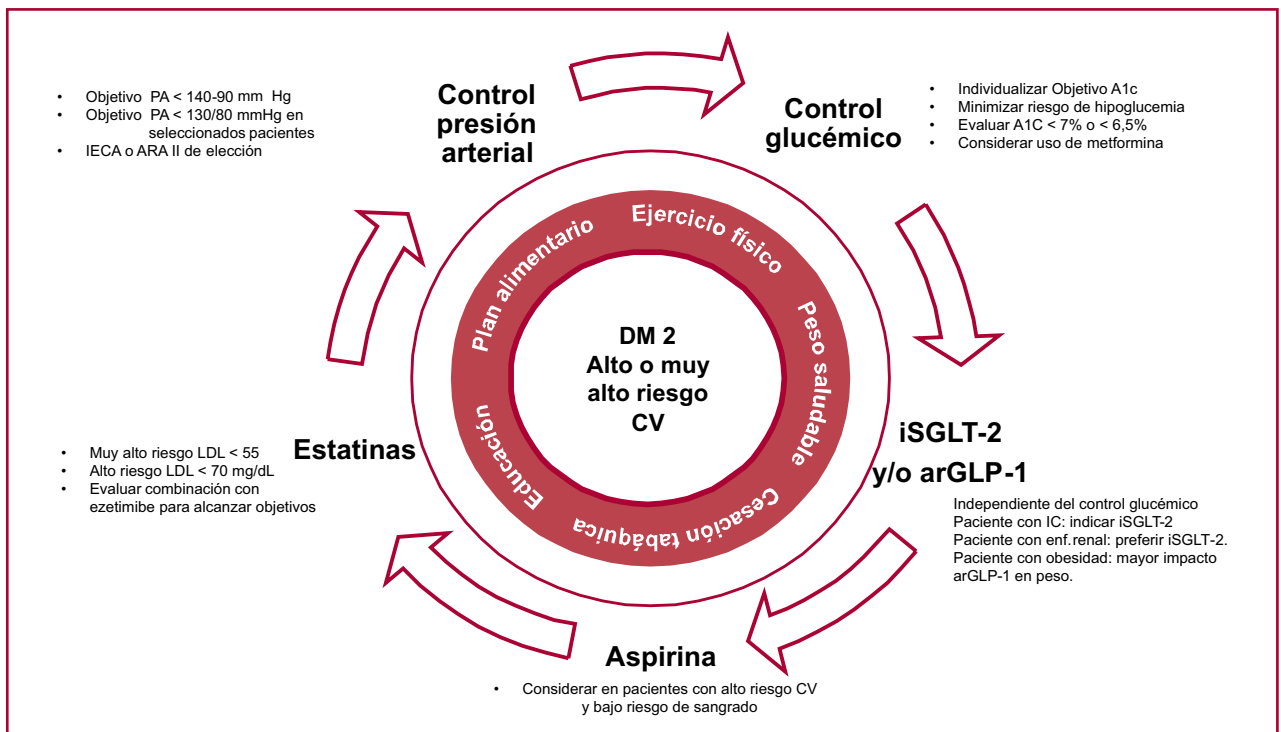 Control
presión
arterial
• Objetivo PA < 140-90 mm Hg
• Objetivo PA < 130/80 mmHg en
seleccionados pacientes
• IECA o ARA II de elección
Control
glucémico
• Individualizar Objetivo A1c
• Minimizar riesgo de hipoglucemia
• Evaluar A1C < 7% o < 6,5%
• Considerar uso de metformina
iSGLT-2
y/o arGLP-1
Independiente del control glucémico
Paciente con IC: indicar iSGLT-2
Paciente con enf.renal: preferir iSGLT-2.
Paciente con obesidad: mayor impacto
arGLP-1 en peso.
Aspirina
• Considerar en pacientes con alto riesgo CV
y bajo riesgo de sangrado
Estatinas
• Muy alto riesgo LDL < 55
• Alto riesgo LDL < 70 mg/dL
• Evaluar combinación con
ezetimibe para alcanzar objetivos
Plan alimentario
Ejercicio físico
Peso saludable
Cesación tabáquica
Educación
DM 2
Alto o muy
alto riesgo
CV